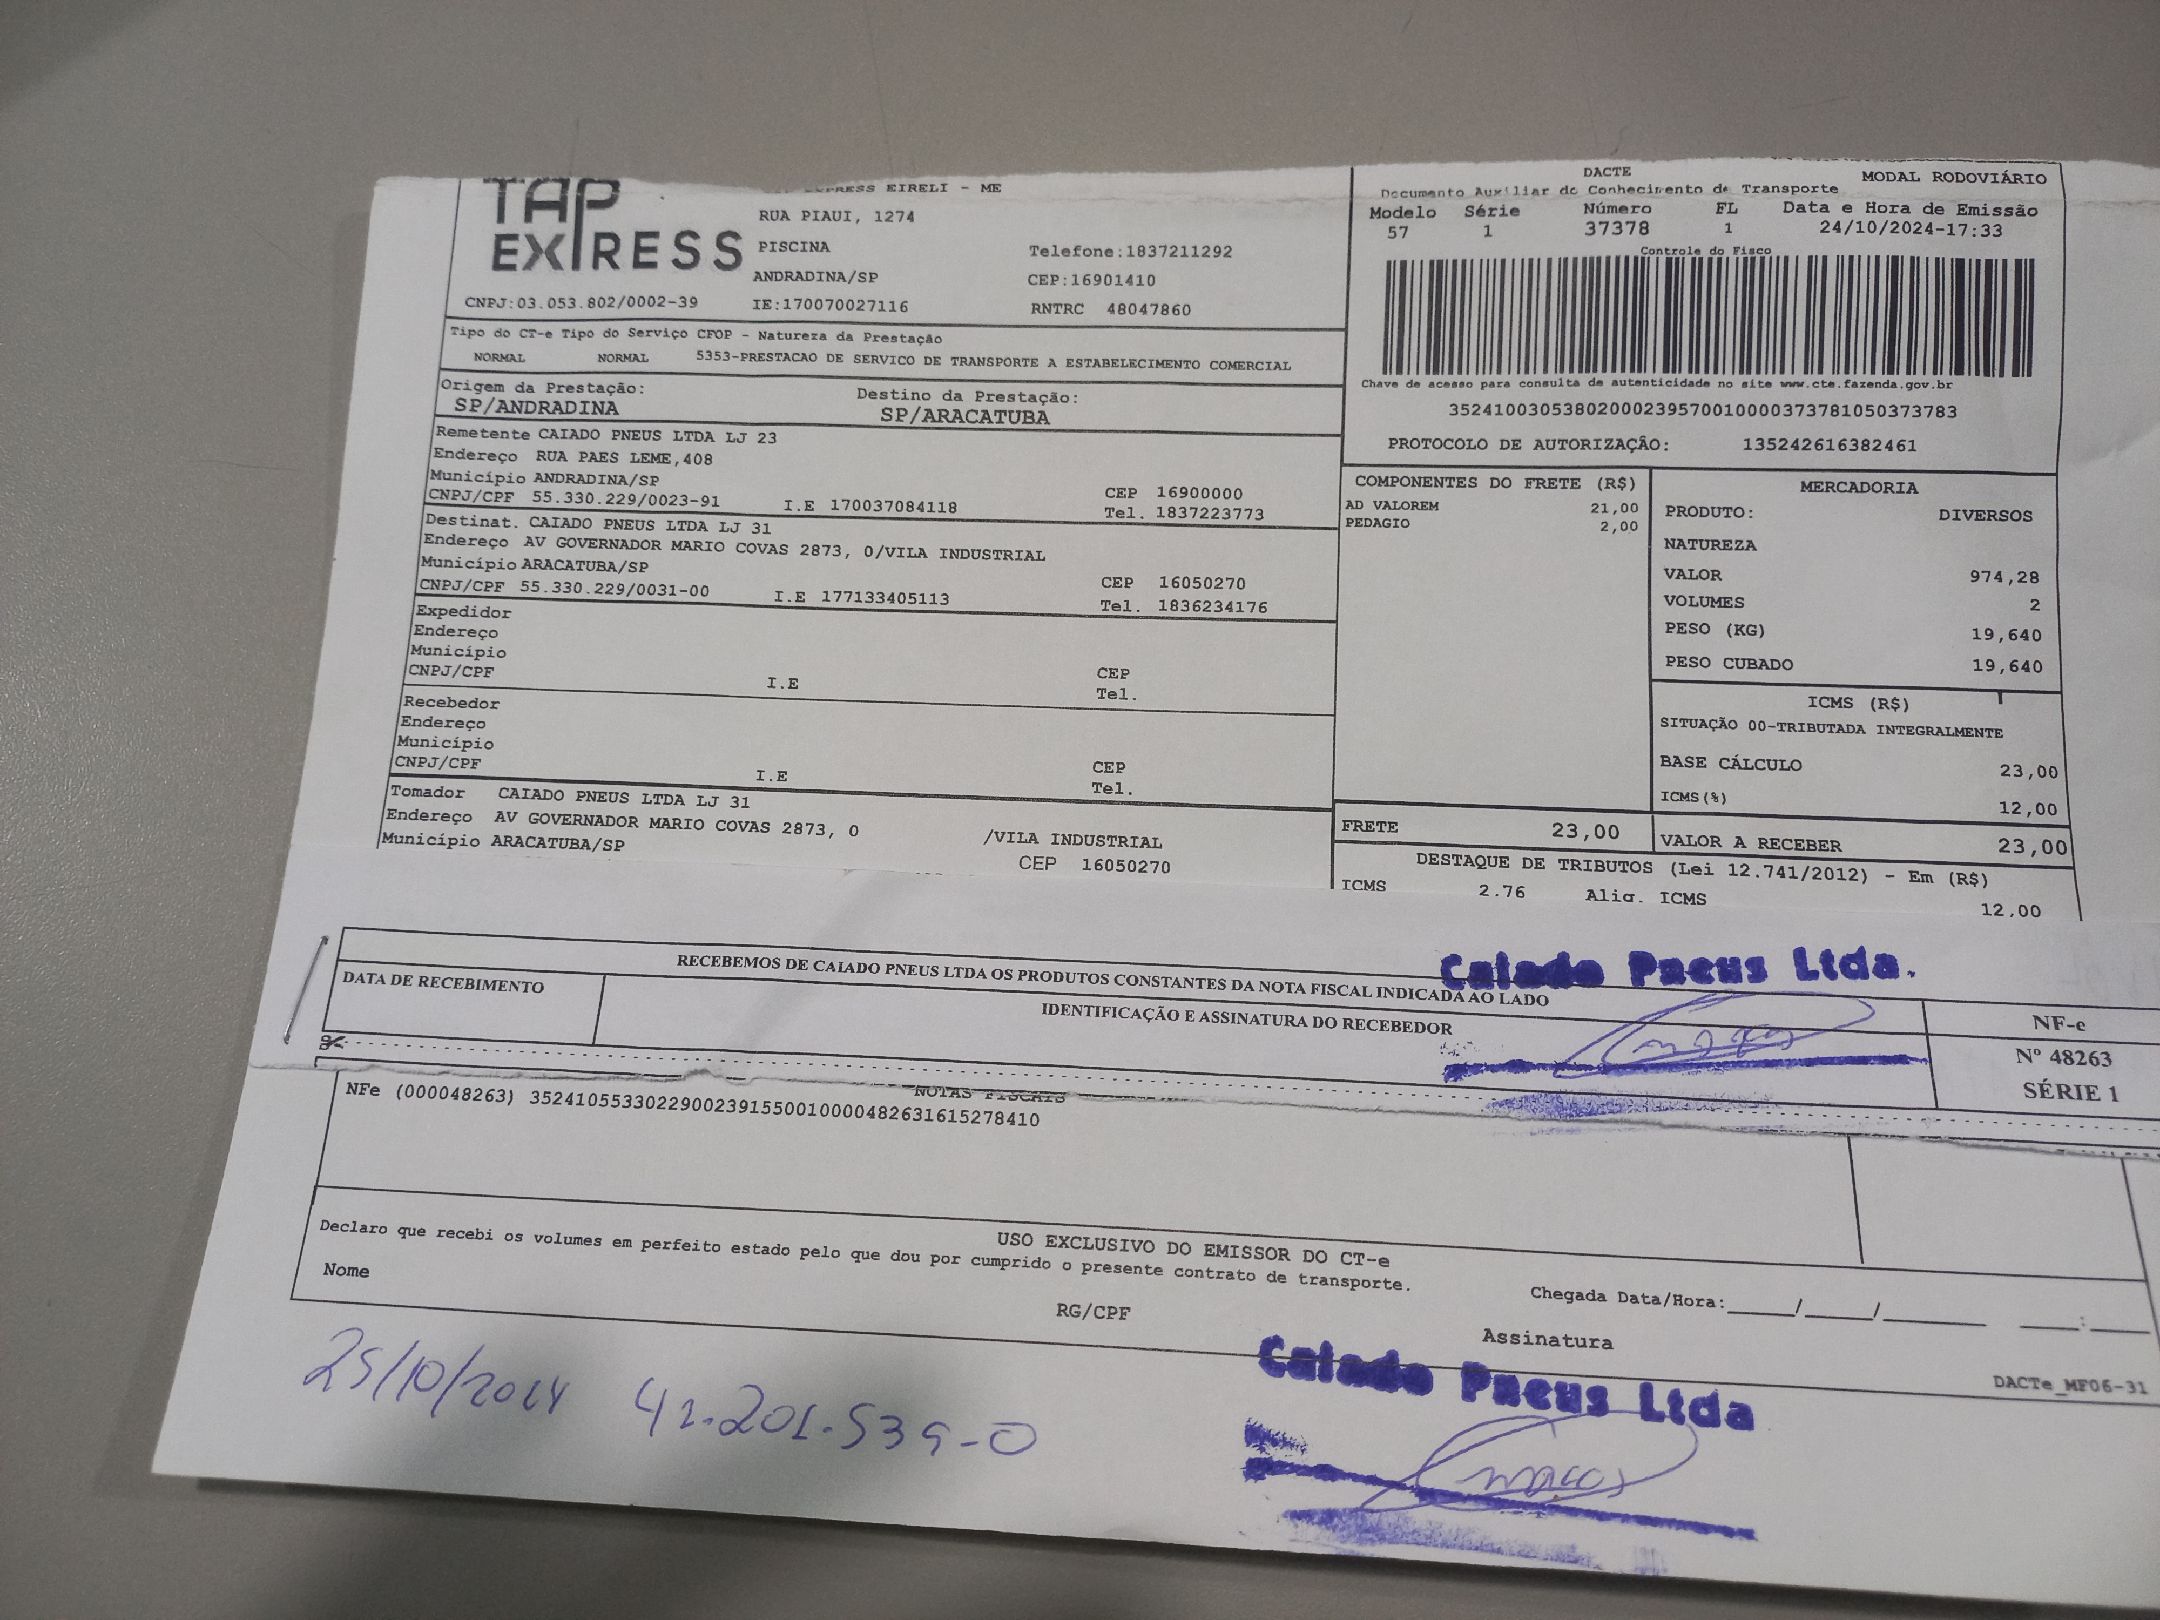 TAP
EXPRESS
EXPRESS EIRELI - ME
RUA PIAUI, 1274
PISCINA
Telefone:1837211292
ANDRADINA/SP
CEP:16901410
CNPJ:03.053.802/0002-39
IE:170070027116
RNTRC 48047860
DACTE
MODAL RODOVIÁRIO
Documento Auxiliar do Conhecimento de Transporte
Modelo Série Número FL Data e Hora de Emissão
57 1 37378 1 24/10/2024-17:33
Controle do Fisco
Chave de acesso para consulta de autenticidade no site www.cte.fazenda.gov.br
35241003053802000239570010000373781050373783
PROTOCOLO DE AUTORIZAÇÃO: 135242616382461
Tipo do CT-e Tipo do Serviço CFOP - Natureza da Prestação
NORMAL NORMAL 5353-PRESTACAO DE SERVICO DE TRANSPORTE A ESTABELECIMENTO COMERCIAL
Origem da Prestação: Destino da Prestação:
SP/ANDRADINA SP/ARACATUBA
Remetente CAIADO PNEUS LTDA LJ 23
Endereço RUA PAES LEME,408
Município ANDRADINA/SP CEP 16900000
CNPJ/CPF 55.330.229/0023-91 I.E 170037084118 Tel. 1837223773
Destinat. CAIADO PNEUS LTDA LJ 31
Endereço AV GOVERNADOR MARIO COVAS 2873, 0/VILA INDUSTRIAL
Município ARACATUBA/SP CEP 16050270
CNPJ/CPF 55.330.229/0031-00 I.E 177133405113 Tel. 1836234176
Expedidor
Endereço
Município CEP
CNPJ/CPF I.E Tel.
Recebedor
Endereço
Município CEP
CNPJ/CPF I.E Tel.
Tomador CAIADO PNEUS LTDA LJ 31
Endereço AV GOVERNADOR MARIO COVAS 2873, 0 /VILA INDUSTRIAL
Município ARACATUBA/SP CEP 16050270
COMPONENTES DO FRETE (R$)
AD VALOREM 21,00
PEDAGIO 2,00
MERCADORIA
PRODUTO: DIVERSOS
NATUREZA
VALOR 974,28
VOLUMES 2
PESO (KG) 19,640
PESO CUBADO 19,640
ICMS (R$)
SITUAÇÃO 00-TRIBUTADA INTEGRALMENTE
BASE CÁLCULO 23,00
ICMS(%) 12,00
FRETE 23,00 VALOR A RECEBER 23,00
DESTAQUE DE TRIBUTOS (Lei 12.741/2012) - Em (R$)
ICMS 2.76 Aliq. ICMS 12,00
Caiado Pneus Ltda.
RECEBEMOS DE CAIADO PNEUS LTDA OS PRODUTOS CONSTANTES DA NOTA FISCAL INDICADA AO LADO
DATA DE RECEBIMENTO IDENTIFICAÇÃO E ASSINATURA DO RECEBEDOR
NF-e
Nº 48263
SÉRIE 1
NOTAS FISCAIS
NFe (000048263) 35241055330229002391550010000482631615278410
USO EXCLUSIVO DO EMISSOR DO CT-e
Declaro que recebi os volumes em perfeito estado pelo que dou por cumprido o presente contrato de transporte.
Nome RG/CPF Assinatura
Chegada Data/Hora:_____/_____/_______ ____:____
DACTe_MF06-31
25/10/2024 41.201.539-0
Caiado Pneus Ltda
marcos